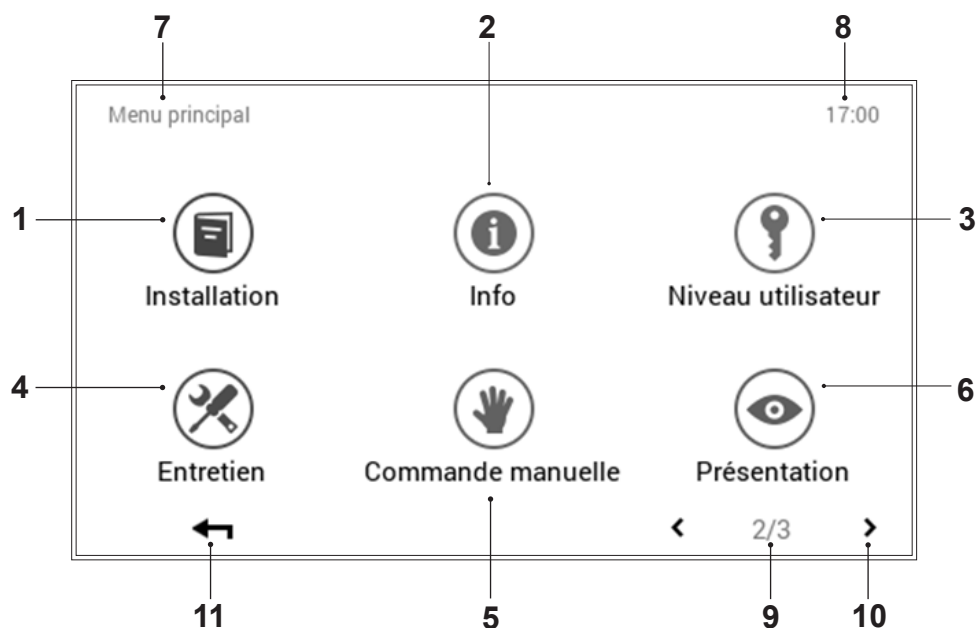 7 2 8
Menu principal 17:00
1 3
Installation Info Niveau utilisateur
4 6
Entretien Commande manuelle Présentation
2/3
11 5 9 10